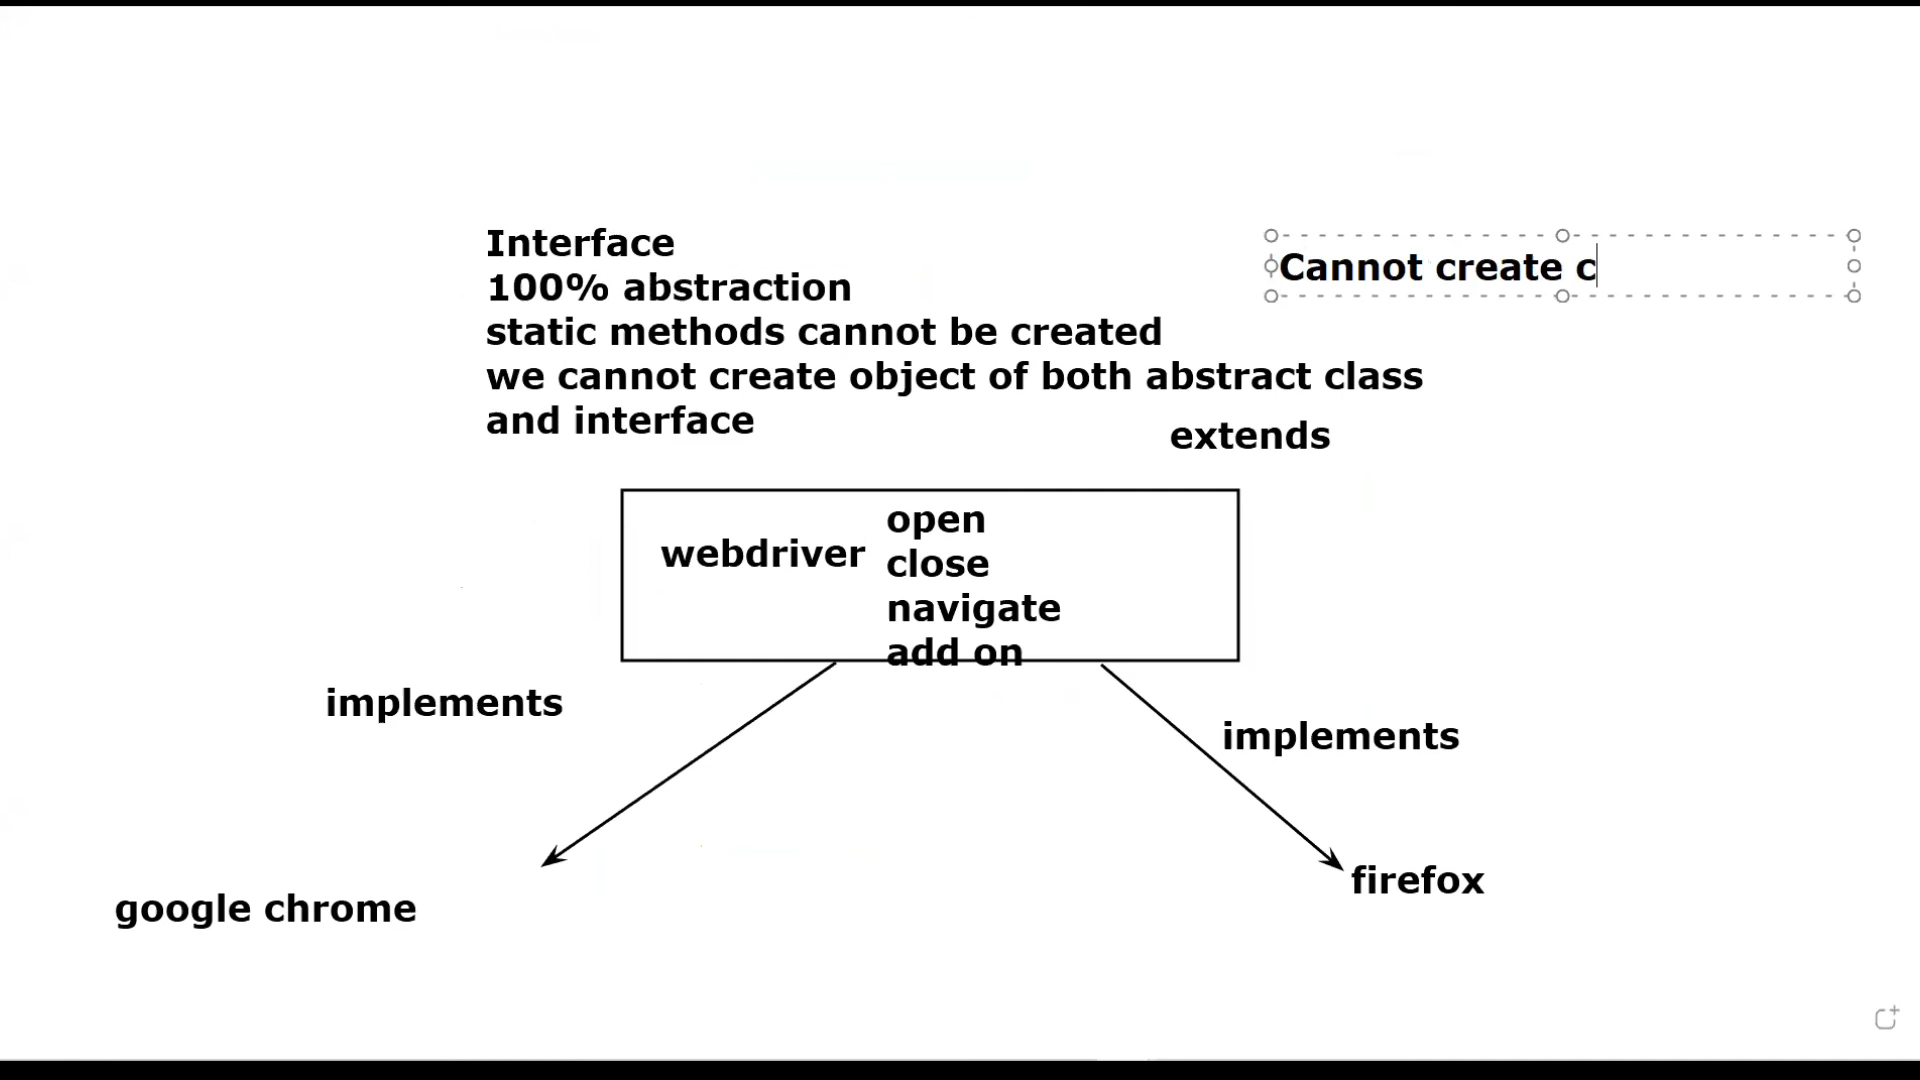 Interface
100% abstraction
static methods cannot be created
we cannot create object of both abstract class
and interface
Cannot create c
extends
webdriver
open
close
navigate
add on
implements
implements
google chrome
firefox